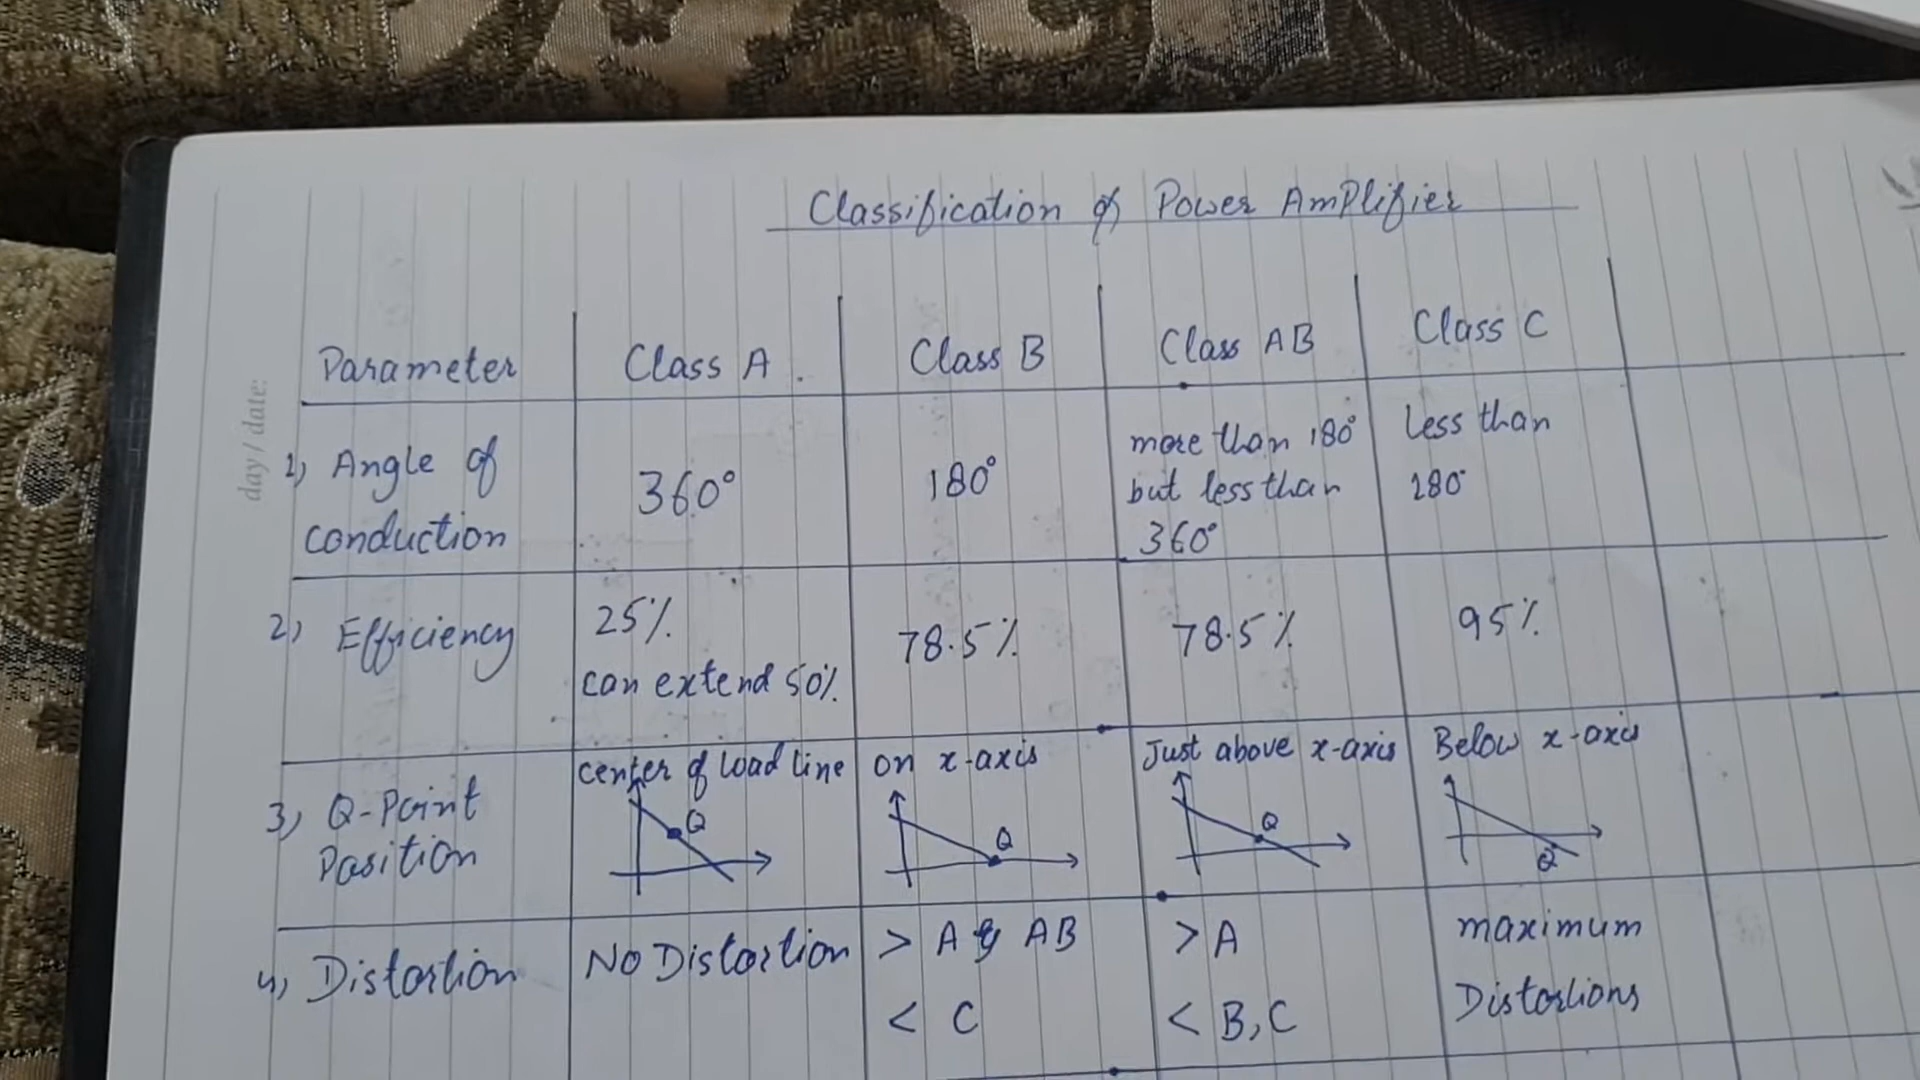 Classification of Power AmPlifier
day / date:
Parameter
Class A
Class B
Class AB
Class C
1) Angle of
conduction
360°
180°
more than 180°
but less than
360°
Less than
180°
2) Efficiency
25%
can extend 50%
78.5%
78.5%
95%
3) Q-Point
Position
center of load line
Q
on x-axis
Q
Just above x-axis
Q
Below x-axis
Q
4) Distortion
No Distortion
> A & AB
< C
> A
< B, C
maximum
Distortions